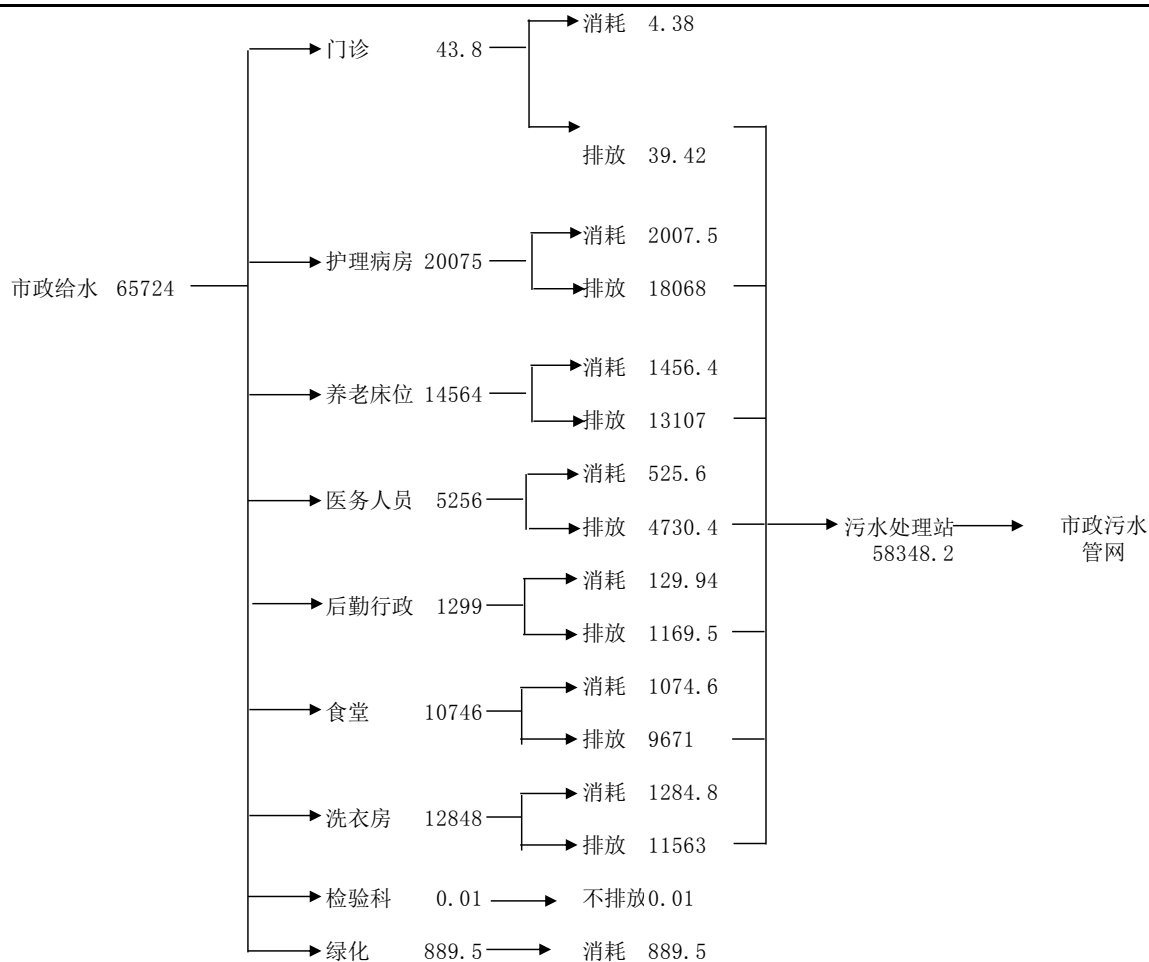 消耗 4.38
门诊 43.8
排放 39.42
消耗 2007.5
护理病房 20075
市政给水 65724
排放 18068
消耗 1456.4
养老床位 14564
排放 13107
消耗 525.6
医务人员 5256
排放 4730.4
污水处理站
58348.2
市政污水
管网
消耗 129.94
后勤行政 1299
排放 1169.5
消耗 1074.6
食堂 10746
排放 9671
消耗 1284.8
洗衣房 12848
排放 11563
检验科 0.01 不排放0.01
绿化 889.5 消耗 889.5